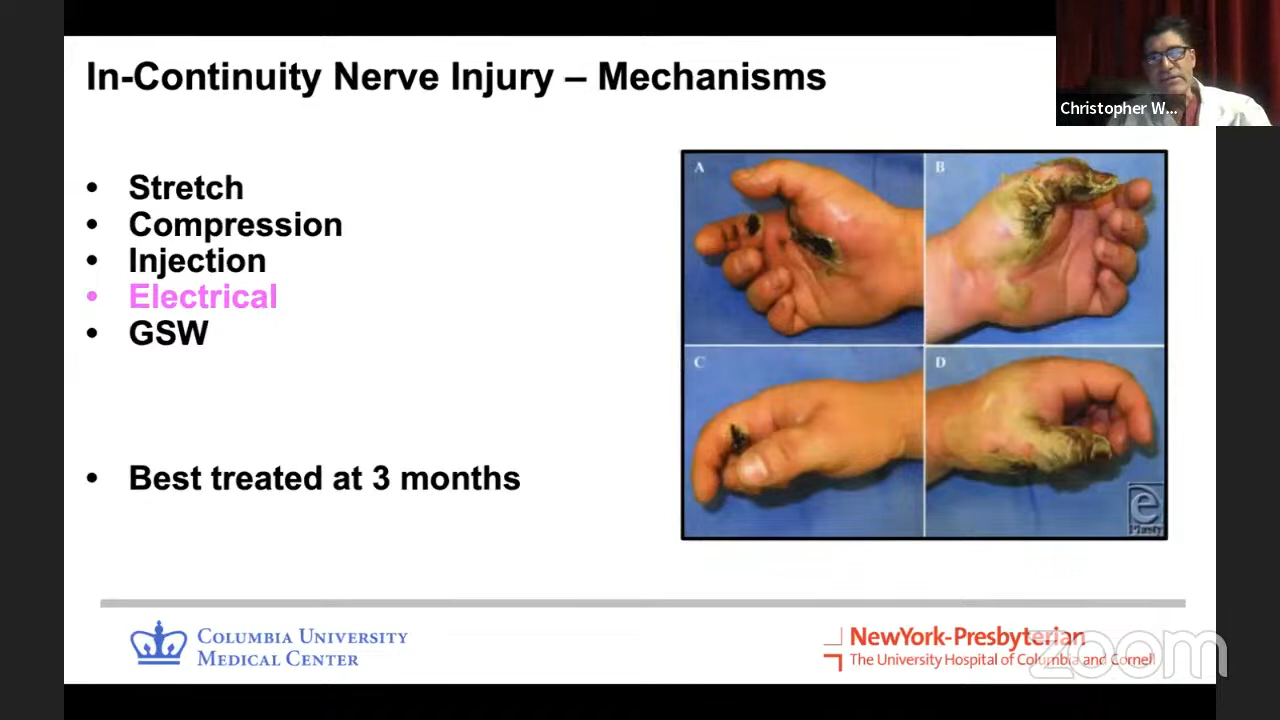 In-Continuity Nerve Injury – Mechanisms
Christopher W...
• Stretch
• Compression
• Injection
• Electrical
• GSW
• Best treated at 3 months
A
B
C
D
e
COLUMBIA UNIVERSITY
MEDICAL CENTER
NewYork-Presbyterian
The University Hospital of Columbia and Cornell
zoom